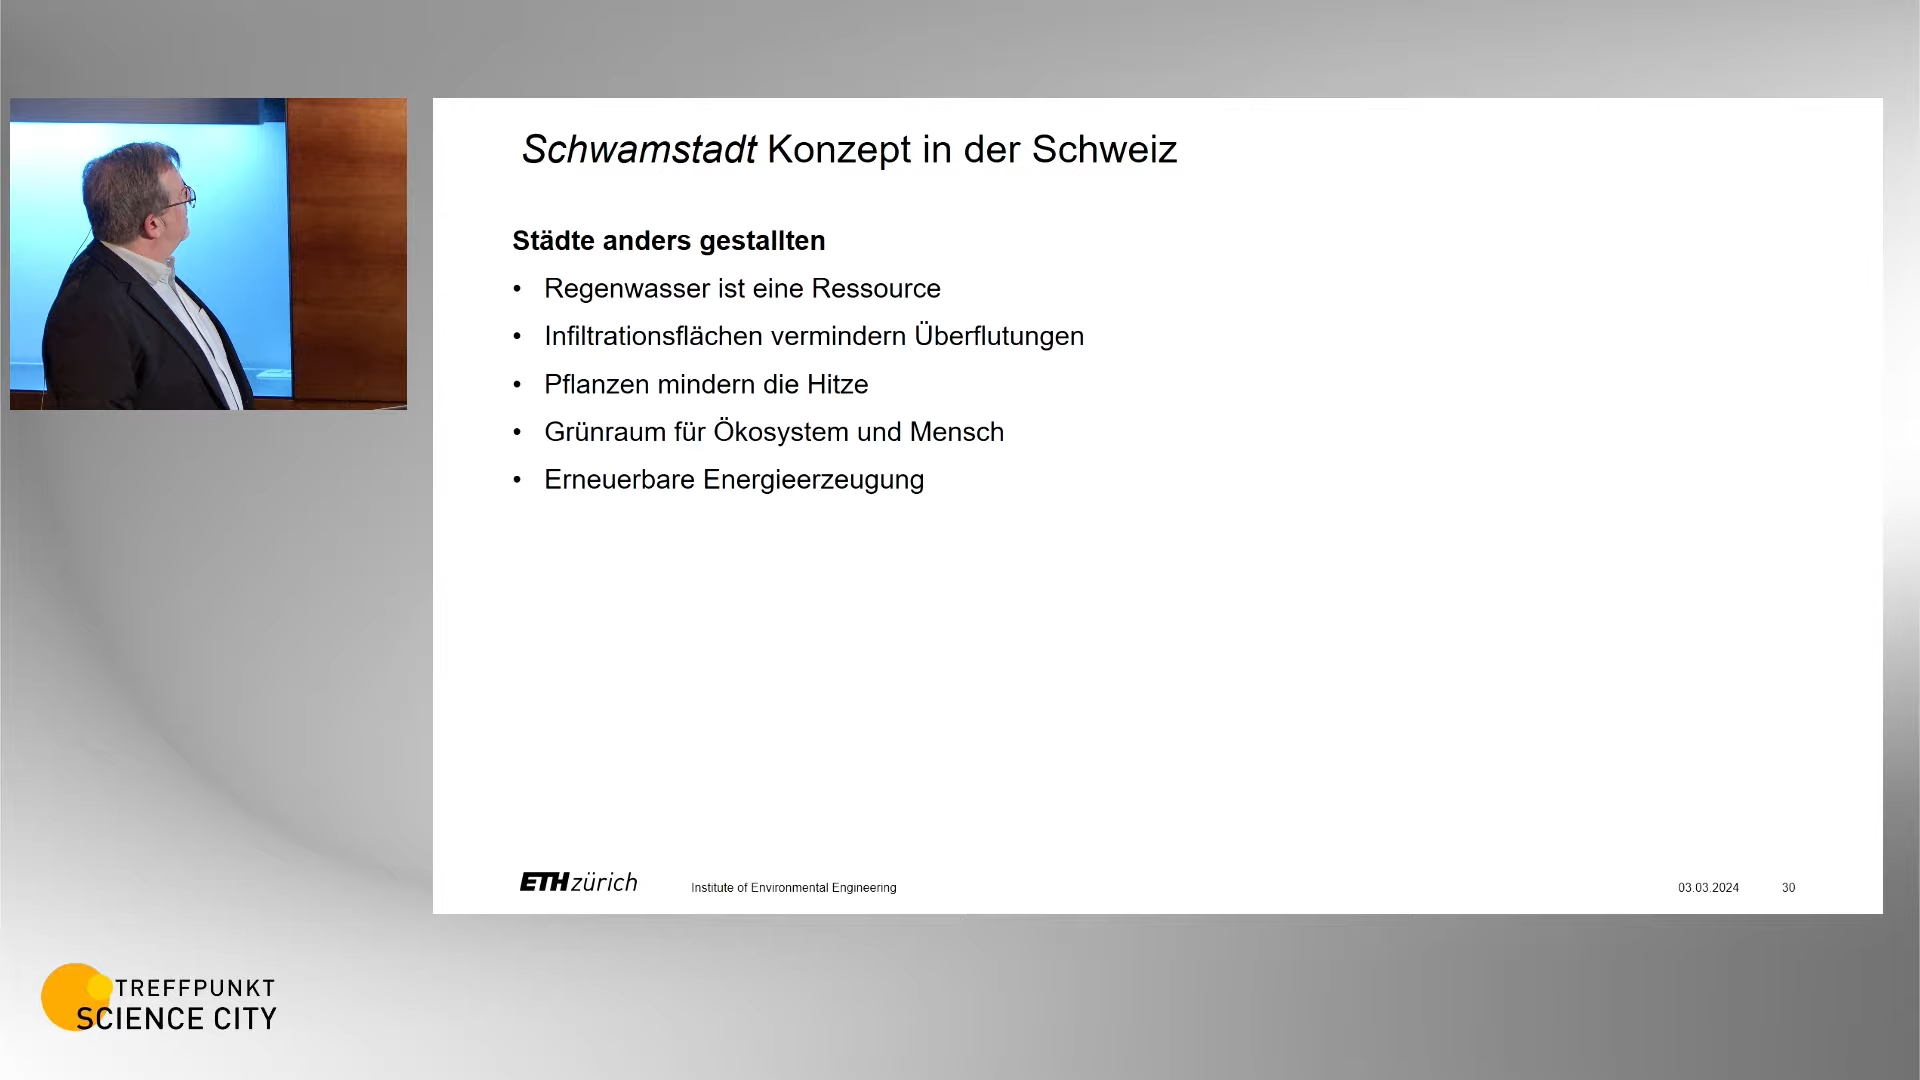 Schwamstadt Konzept in der Schweiz
Städte anders gestallten
• Regenwasser ist eine Ressource
• Infiltrationsflächen vermindern Überflutungen
• Pflanzen mindern die Hitze
• Grünraum für Ökosystem und Mensch
• Erneuerbare Energieerzeugung
ETH zürich
Institute of Environmental Engineering
03.03.2024
30
TREFFPUNKT
SCIENCE CITY